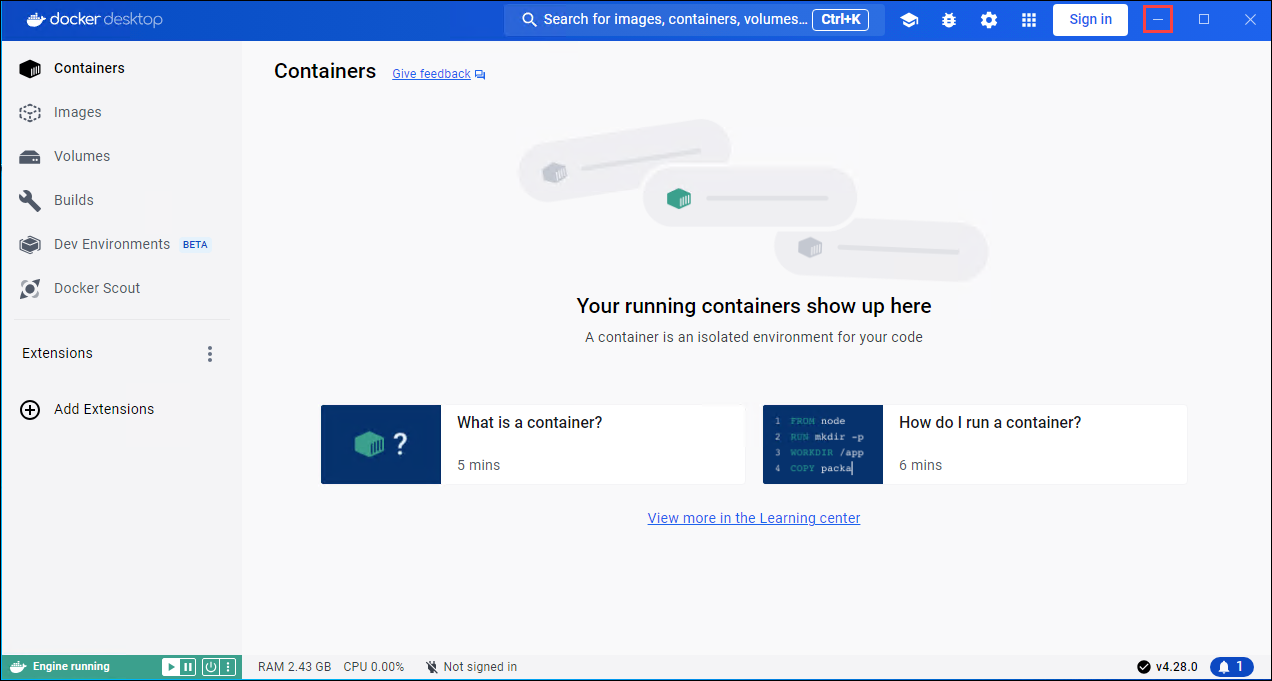 docker desktop
Search for images, containers, volumes... Ctrl+K
Sign in
Containers
Images
Volumes
Builds
Dev Environments BETA
Docker Scout
Extensions
Add Extensions
Containers Give feedback
Your running containers show up here
A container is an isolated environment for your code
?
What is a container?
5 mins
1 FROM node
2 RUN mkdir -p
3 WORKDIR /app
4 COPY packa
How do I run a container?
6 mins
View more in the Learning center
Engine running
RAM 2.43 GB CPU 0.00% Not signed in
v4.28.0 1